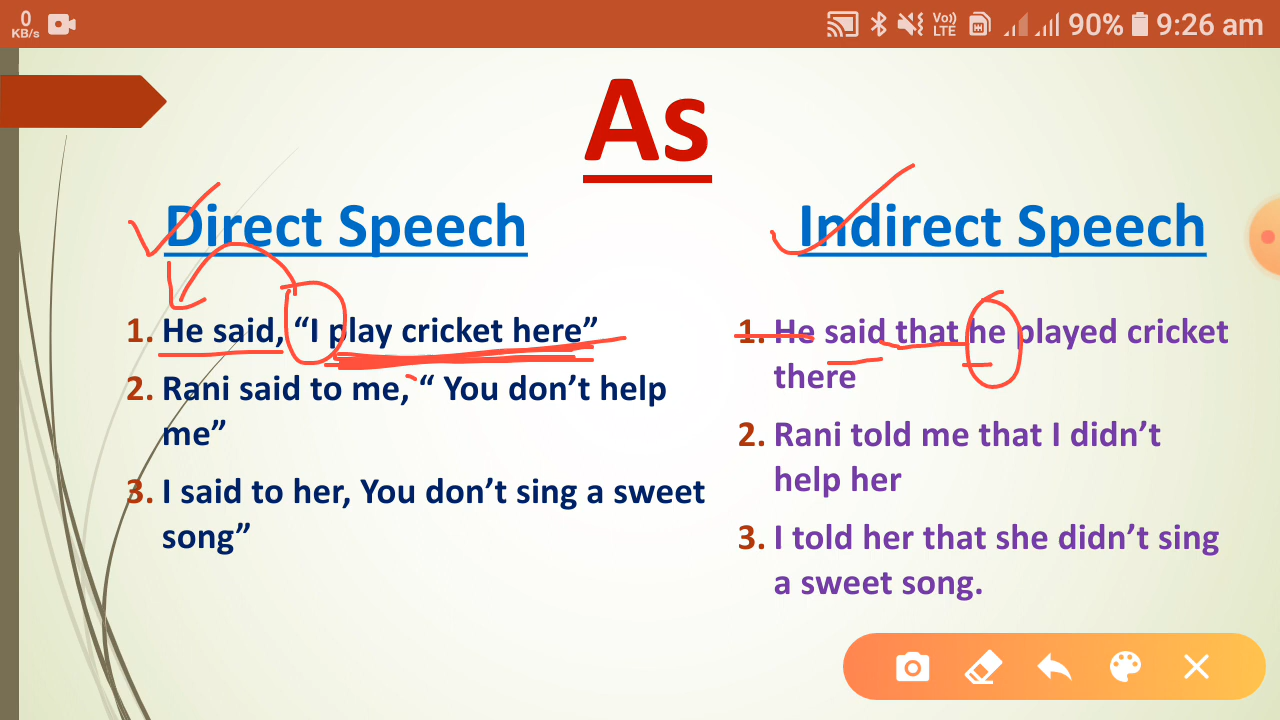 0
KB/s
Vo))
LTE
90%
9:26 am
As
Direct Speech
1. He said, “I play cricket here”
2. Rani said to me, “ You don’t help
me”
3. I said to her, You don’t sing a sweet
song”
Indirect Speech
1. He said that he played cricket
there
2. Rani told me that I didn’t
help her
3. I told her that she didn’t sing
a sweet song.